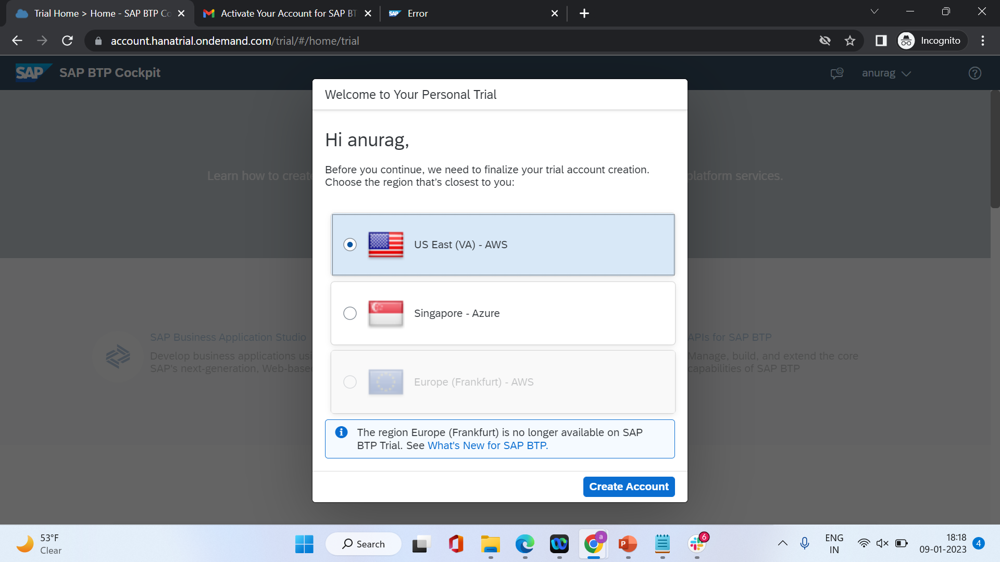 Trial Home > Home - SAP BTP Co
Activate Your Account for SAP BT
SAP Error
account.hanatrial.ondemand.com/trial/#/home/trial
Incognito
SAP SAP BTP Cockpit
anurag
?
Welcome to Your Personal Trial
Hi anurag,
Before you continue, we need to finalize your trial account creation.
Choose the region that's closest to you:
Learn how to create
platform services.
US East (VA) - AWS
Singapore - Azure
SAP Business Application Studio
Develop business applications usi
SAP's next-generation, Web-base
APIs for SAP BTP
Manage, build, and extend the core
capabilities of SAP BTP
Europe (Frankfurt) - AWS
The region Europe (Frankfurt) is no longer available on SAP
BTP Trial. See What's New for SAP BTP.
Create Account
53°F
Clear
Search
a
P
6
ENG
IN
18:18
09-01-2023
4